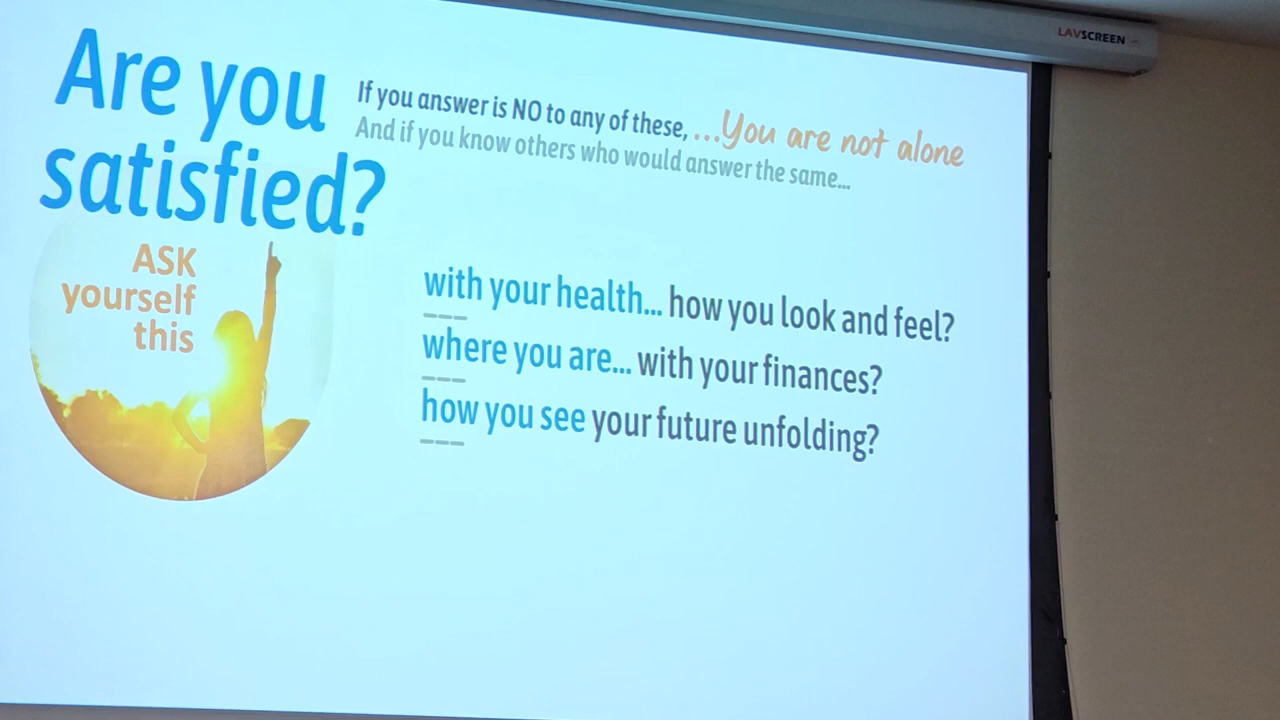 LAVSCREEN
Are you
satisfied?
If you answer is NO to any of these, ...You are not alone
And if you know others who would answer the same...
ASK
yourself
this
with your health... how you look and feel?
where you are... with your finances?
how you see your future unfolding?